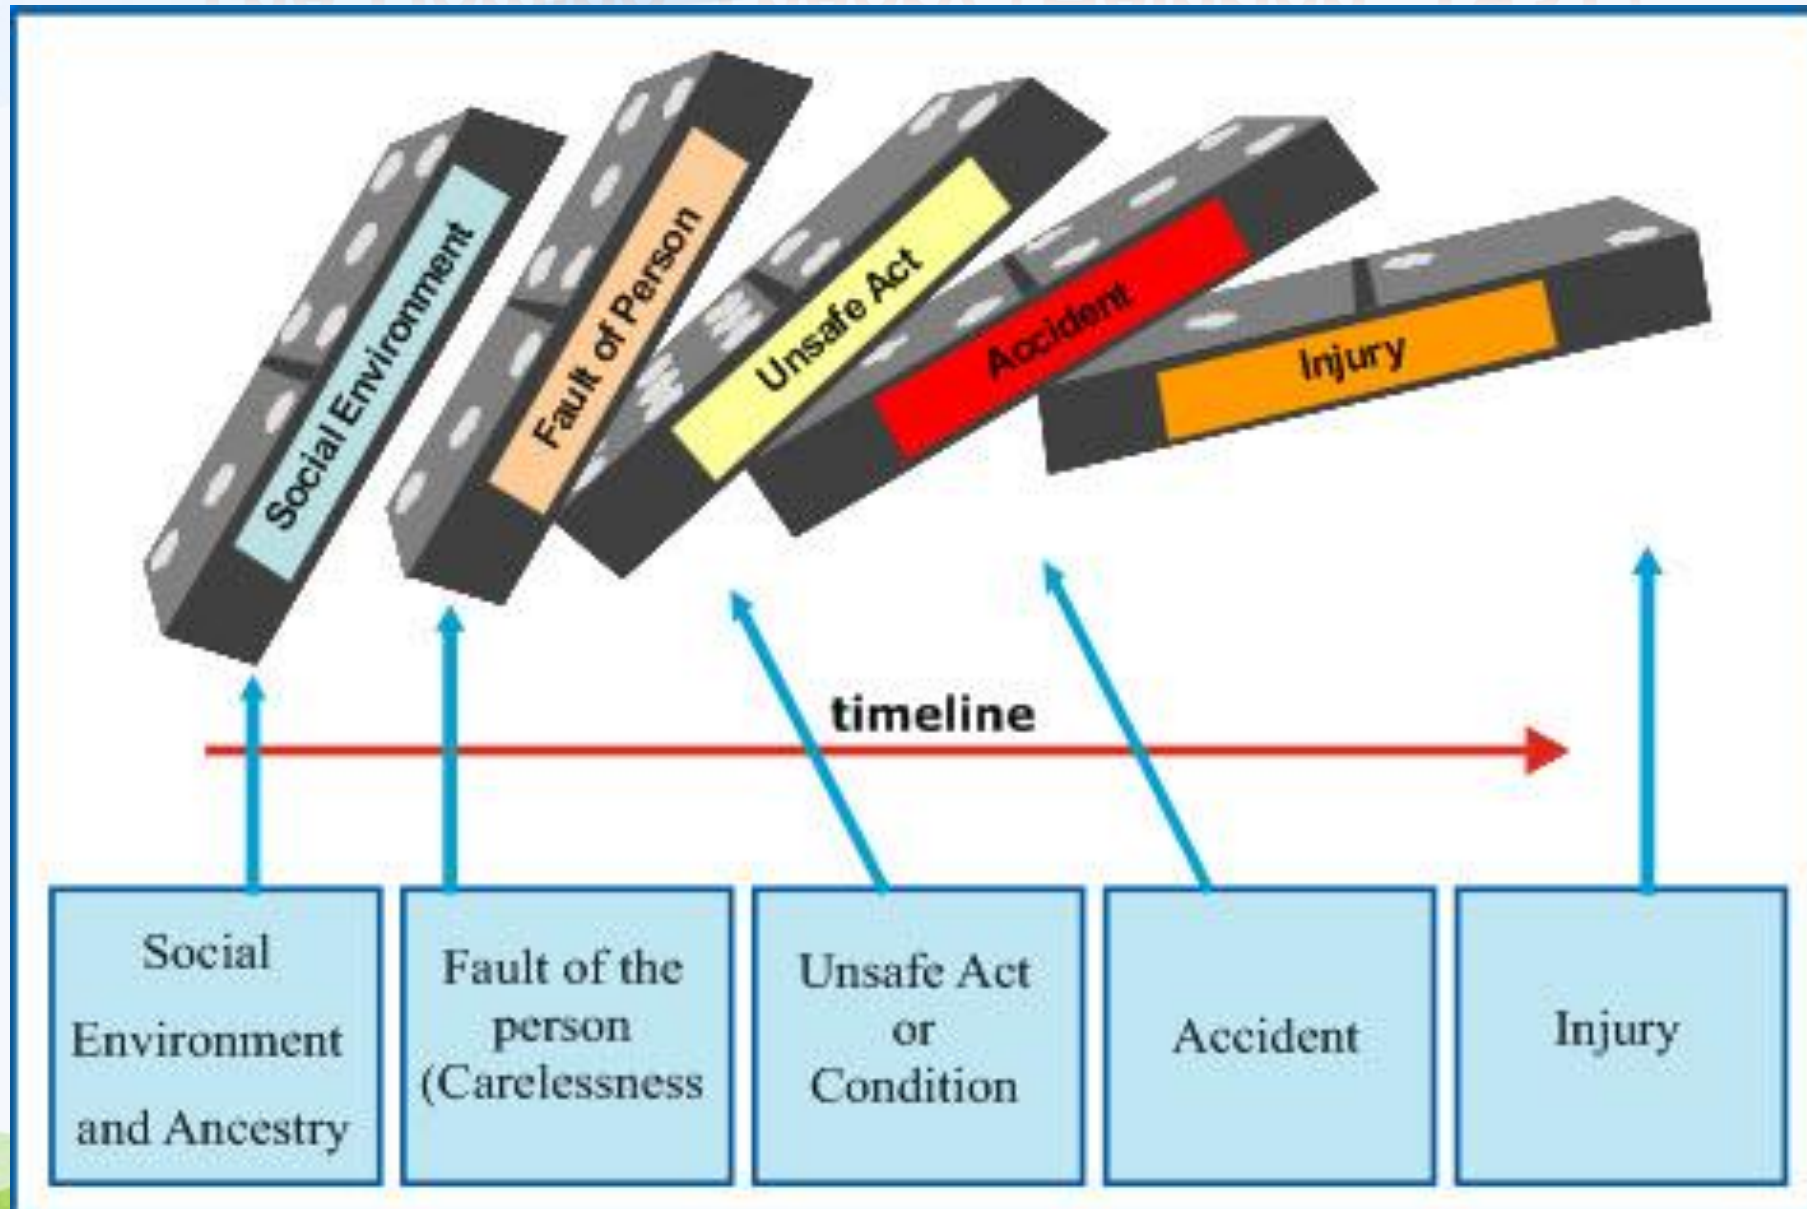 Social Environment
Fault of Person
Unsafe Act
Accident
Injury
timeline
Social
Environment
and Ancestry
Fault of the
person
(Carelessness
Unsafe Act
or
Condition
Accident
Injury